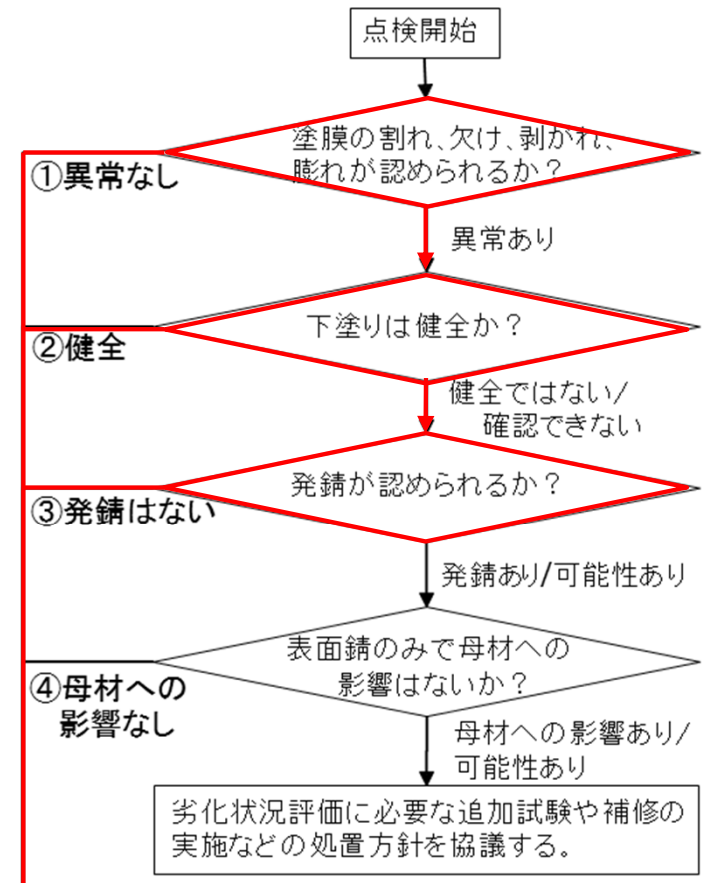 点検開始
塗膜の割れ、欠け、剥がれ、
膨れが認められるか？
①異常なし
異常あり
下塗りは健全か？
②健全
健全ではない/
確認できない
発錆が認められるか？
③発錆はない
発錆あり/可能性あり
表面錆のみで母材への
影響はないか？
④母材への
影響なし
母材への影響あり/
可能性あり
劣化状況評価に必要な追加試験や補修の
実施などの処置方針を協議する。